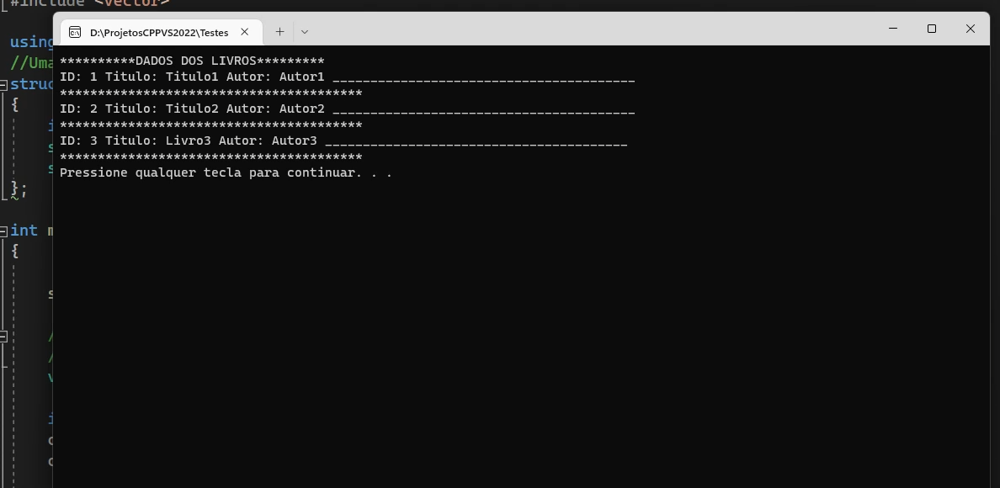 #include <vector>
D:\ProjetosCPPVS2022\Testes
using
//Uma
struc
{
};
int m
{
**********DADOS DOS LIVROS*********
ID: 1 Titulo: Titulo1 Autor: Autor1 ________________________________________
****************************************
ID: 2 Titulo: Titulo2 Autor: Autor2 ________________________________________
****************************************
ID: 3 Titulo: Livro3 Autor: Autor3 ________________________________________
****************************************
Pressione qualquer tecla para continuar. . .